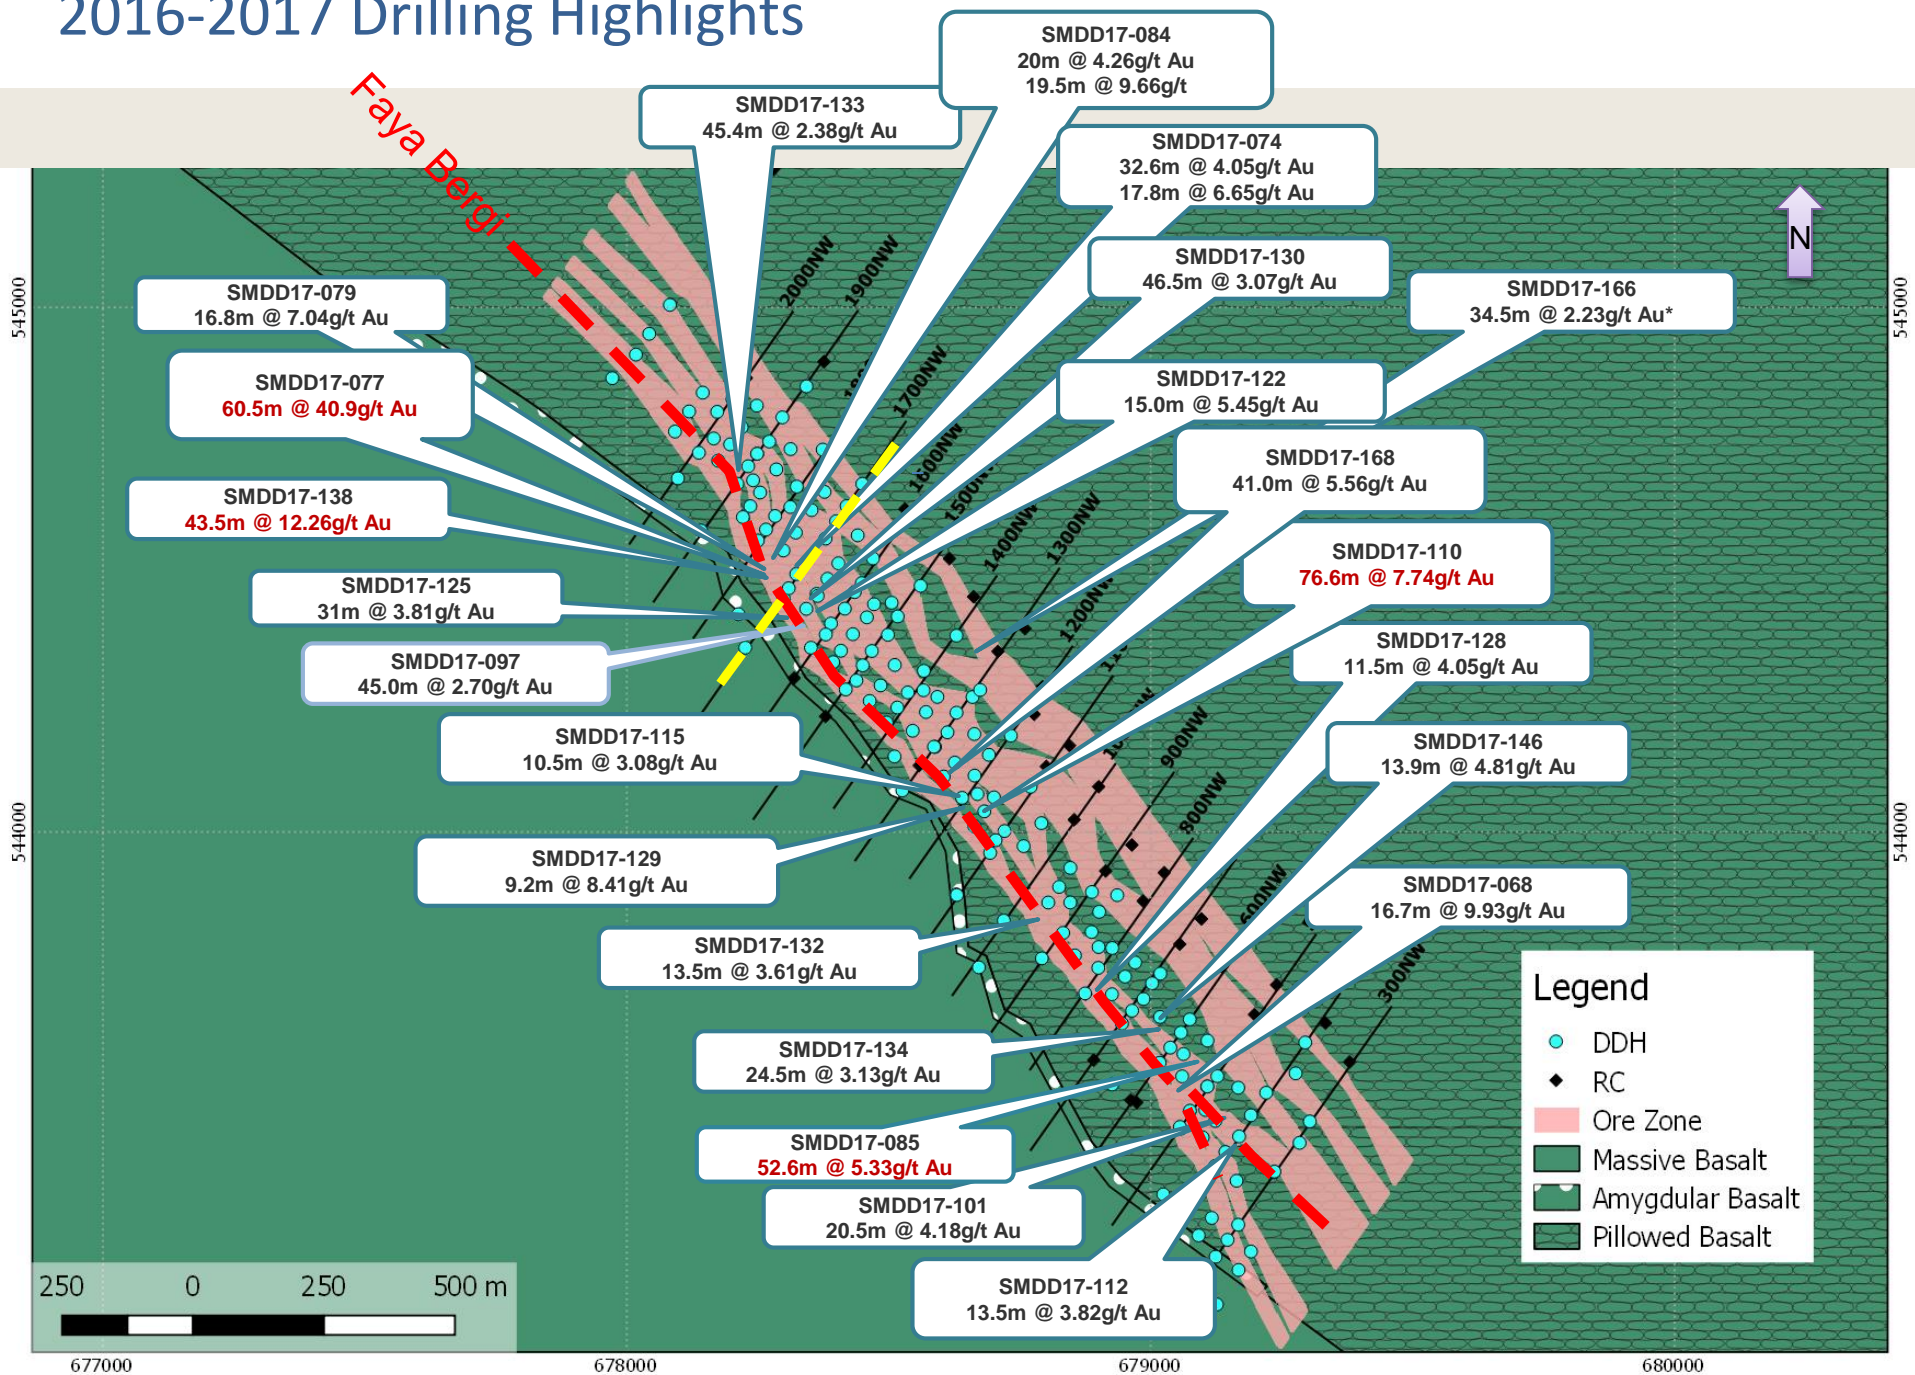 2016-2017 Drilling Highlights
Faya Bergi
SMDD17-084
20m @ 4.26g/t Au
19.5m @ 9.66g/t
SMDD17-133
45.4m @ 2.38g/t Au
SMDD17-074
32.6m @ 4.05g/t Au
17.8m @ 6.65g/t Au
SMDD17-130
46.5m @ 3.07g/t Au
SMDD17-166
34.5m @ 2.23g/t Au*
SMDD17-079
16.8m @ 7.04g/t Au
SMDD17-077
60.5m @ 40.9g/t Au
SMDD17-122
15.0m @ 5.45g/t Au
SMDD17-168
41.0m @ 5.56g/t Au
SMDD17-138
43.5m @ 12.26g/t Au
SMDD17-110
76.6m @ 7.74g/t Au
SMDD17-125
31m @ 3.81g/t Au
SMDD17-128
11.5m @ 4.05g/t Au
SMDD17-097
45.0m @ 2.70g/t Au
SMDD17-115
10.5m @ 3.08g/t Au
SMDD17-146
13.9m @ 4.81g/t Au
SMDD17-129
9.2m @ 8.41g/t Au
SMDD17-068
16.7m @ 9.93g/t Au
SMDD17-132
13.5m @ 3.61g/t Au
SMDD17-134
24.5m @ 3.13g/t Au
SMDD17-085
52.6m @ 5.33g/t Au
SMDD17-101
20.5m @ 4.18g/t Au
SMDD17-112
13.5m @ 3.82g/t Au
2000NW
1900NW
1700NW
1600NW
1400NW
1300NW
1200NW
900NW
800NW
600NW
300NW
N
545000
545000
544000
544000
Legend
DDH
RC
Ore Zone
Massive Basalt
Amygdular Basalt
Pillowed Basalt
250 0 250 500 m
677000 678000 679000 680000